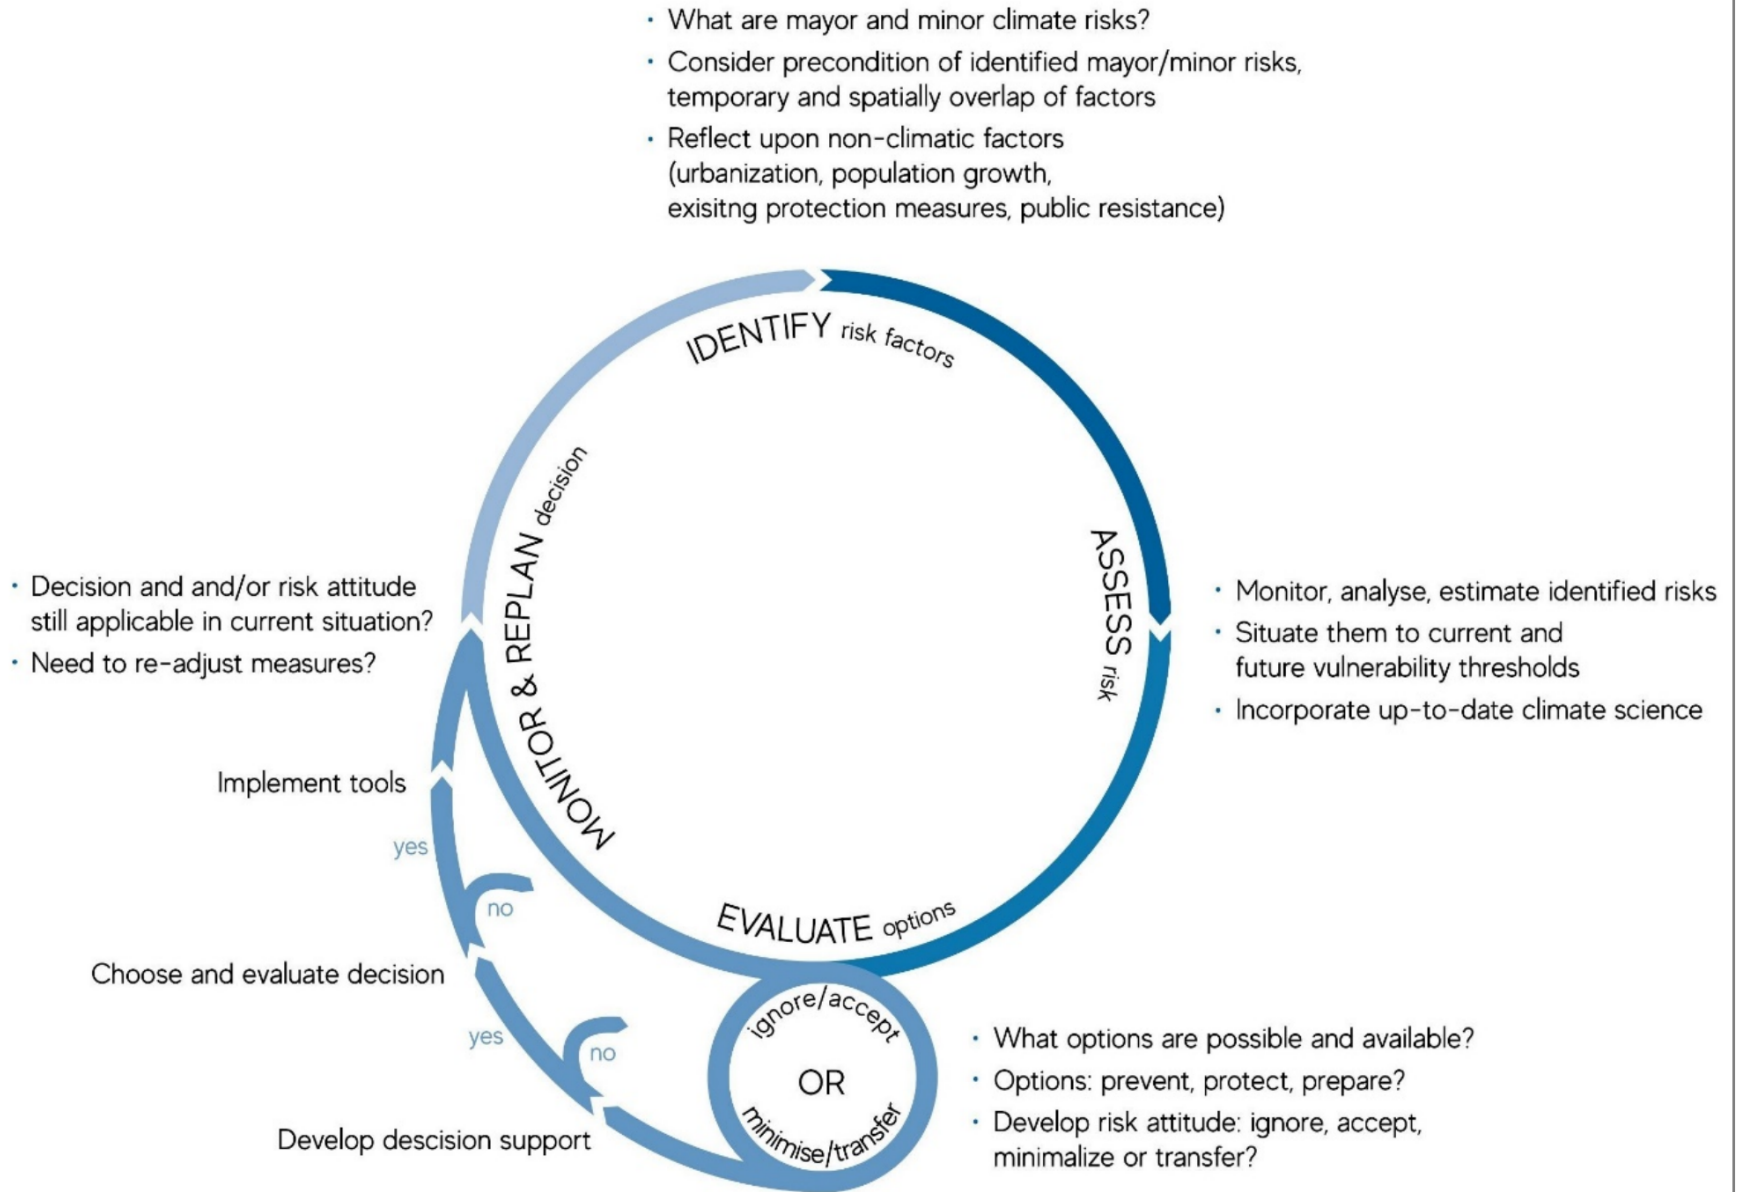 · What are mayor and minor climate risks?
· Consider precondition of identified mayor/minor risks,
temporary and spatially overlap of factors
· Reflect upon non-climatic factors
(urbanization, population growth,
exisitng protection measures, public resistance)
IDENTIFY risk factors
ASSESS risk
· Monitor, analyse, estimate identified risks
· Situate them to current and
future vulnerability thresholds
· Incorporate up-to-date climate science
EVALUATE options
ignore/accept
OR
minimise/transfer
· What options are possible and available?
· Options: prevent, protect, prepare?
· Develop risk attitude: ignore, accept,
minimalize or transfer?
Develop descision support
no
yes
Choose and evaluate decision
no
yes
Implement tools
MONITOR & REPLAN decision
· Decision and and/or risk attitude
still applicable in current situation?
· Need to re-adjust measures?